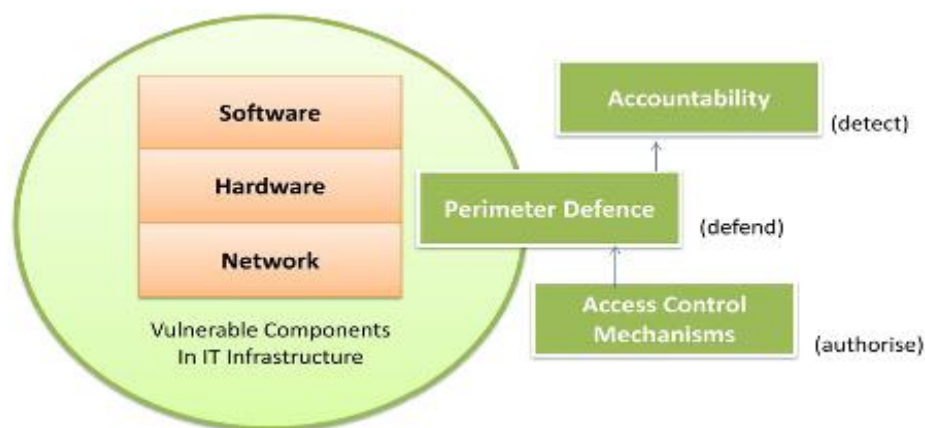 Software
Hardware
Network
Vulnerable Components
In IT Infrastructure
Accountability
(detect)
Perimeter Defence
(defend)
Access Control
Mechanisms
(authorise)